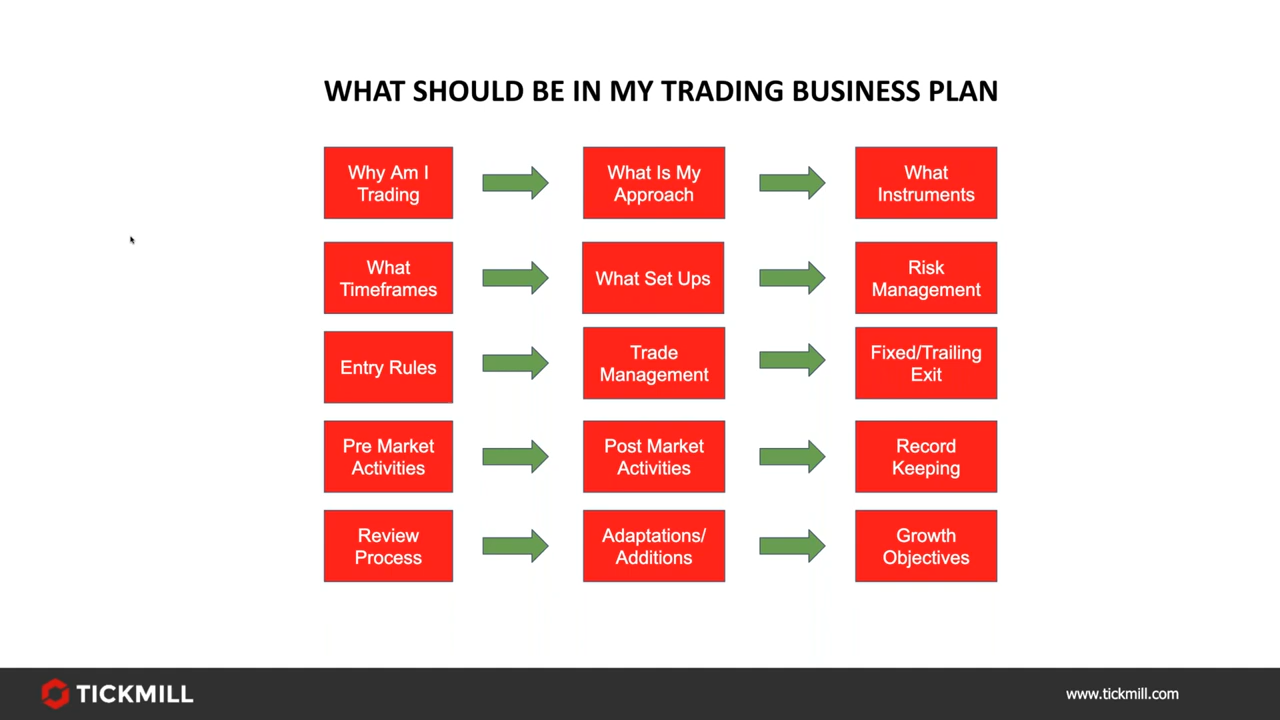 WHAT SHOULD BE IN MY TRADING BUSINESS PLAN
Why Am I
Trading
What Is My
Approach
What
Instruments
What
Timeframes
What Set Ups
Risk
Management
Entry Rules
Trade
Management
Fixed/Trailing
Exit
Pre Market
Activities
Post Market
Activities
Record
Keeping
Review
Process
Adaptations/
Additions
Growth
Objectives
TICKMILL
www.tickmill.com